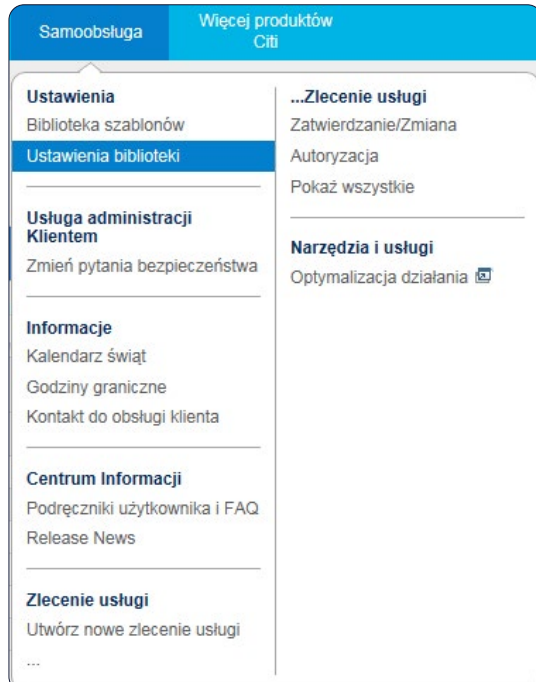 Samoobsługa
Więcej produktów
Citi
Ustawienia
Biblioteka szablonów
Ustawienia biblioteki
Usługa administracji
Klientem
Zmień pytania bezpieczeństwa
Informacje
Kalendarz świąt
Godziny graniczne
Kontakt do obsługi klienta
Centrum Informacji
Podręczniki użytkownika i FAQ
Release News
Zlecenie usługi
Utwórz nowe zlecenie usługi
...
...Zlecenie usługi
Zatwierdzanie/Zmiana
Autoryzacja
Pokaż wszystkie
Narzędzia i usługi
Optymalizacja działania